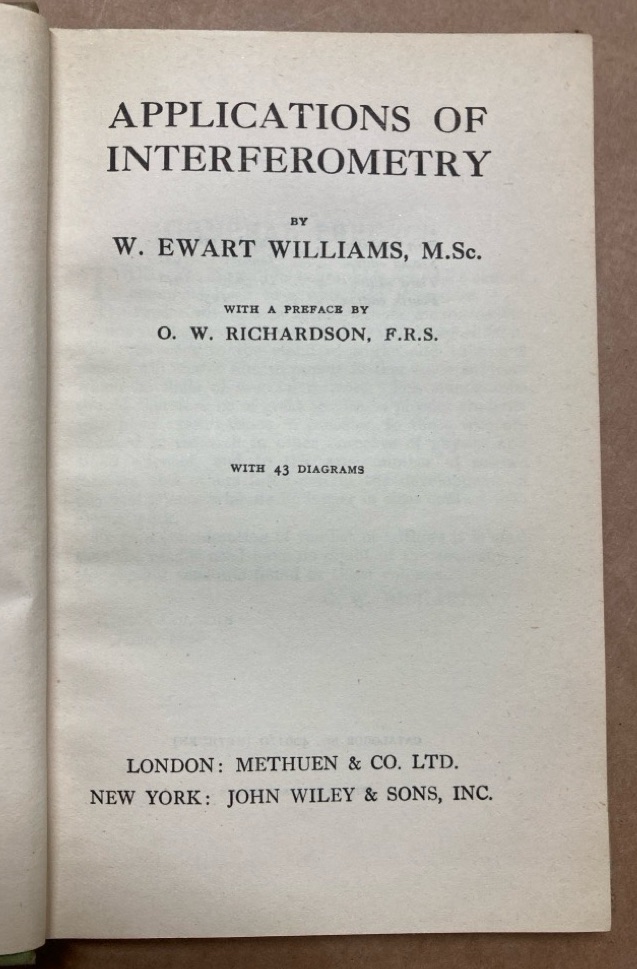 APPLICATIONS OF
INTERFEROMETRY
BY
W. EWART WILLIAMS, M.Sc.
WITH A PREFACE BY
O. W. RICHARDSON, F.R.S.
WITH 43 DIAGRAMS
LONDON: METHUEN & CO. LTD.
NEW YORK: JOHN WILEY & SONS, INC.